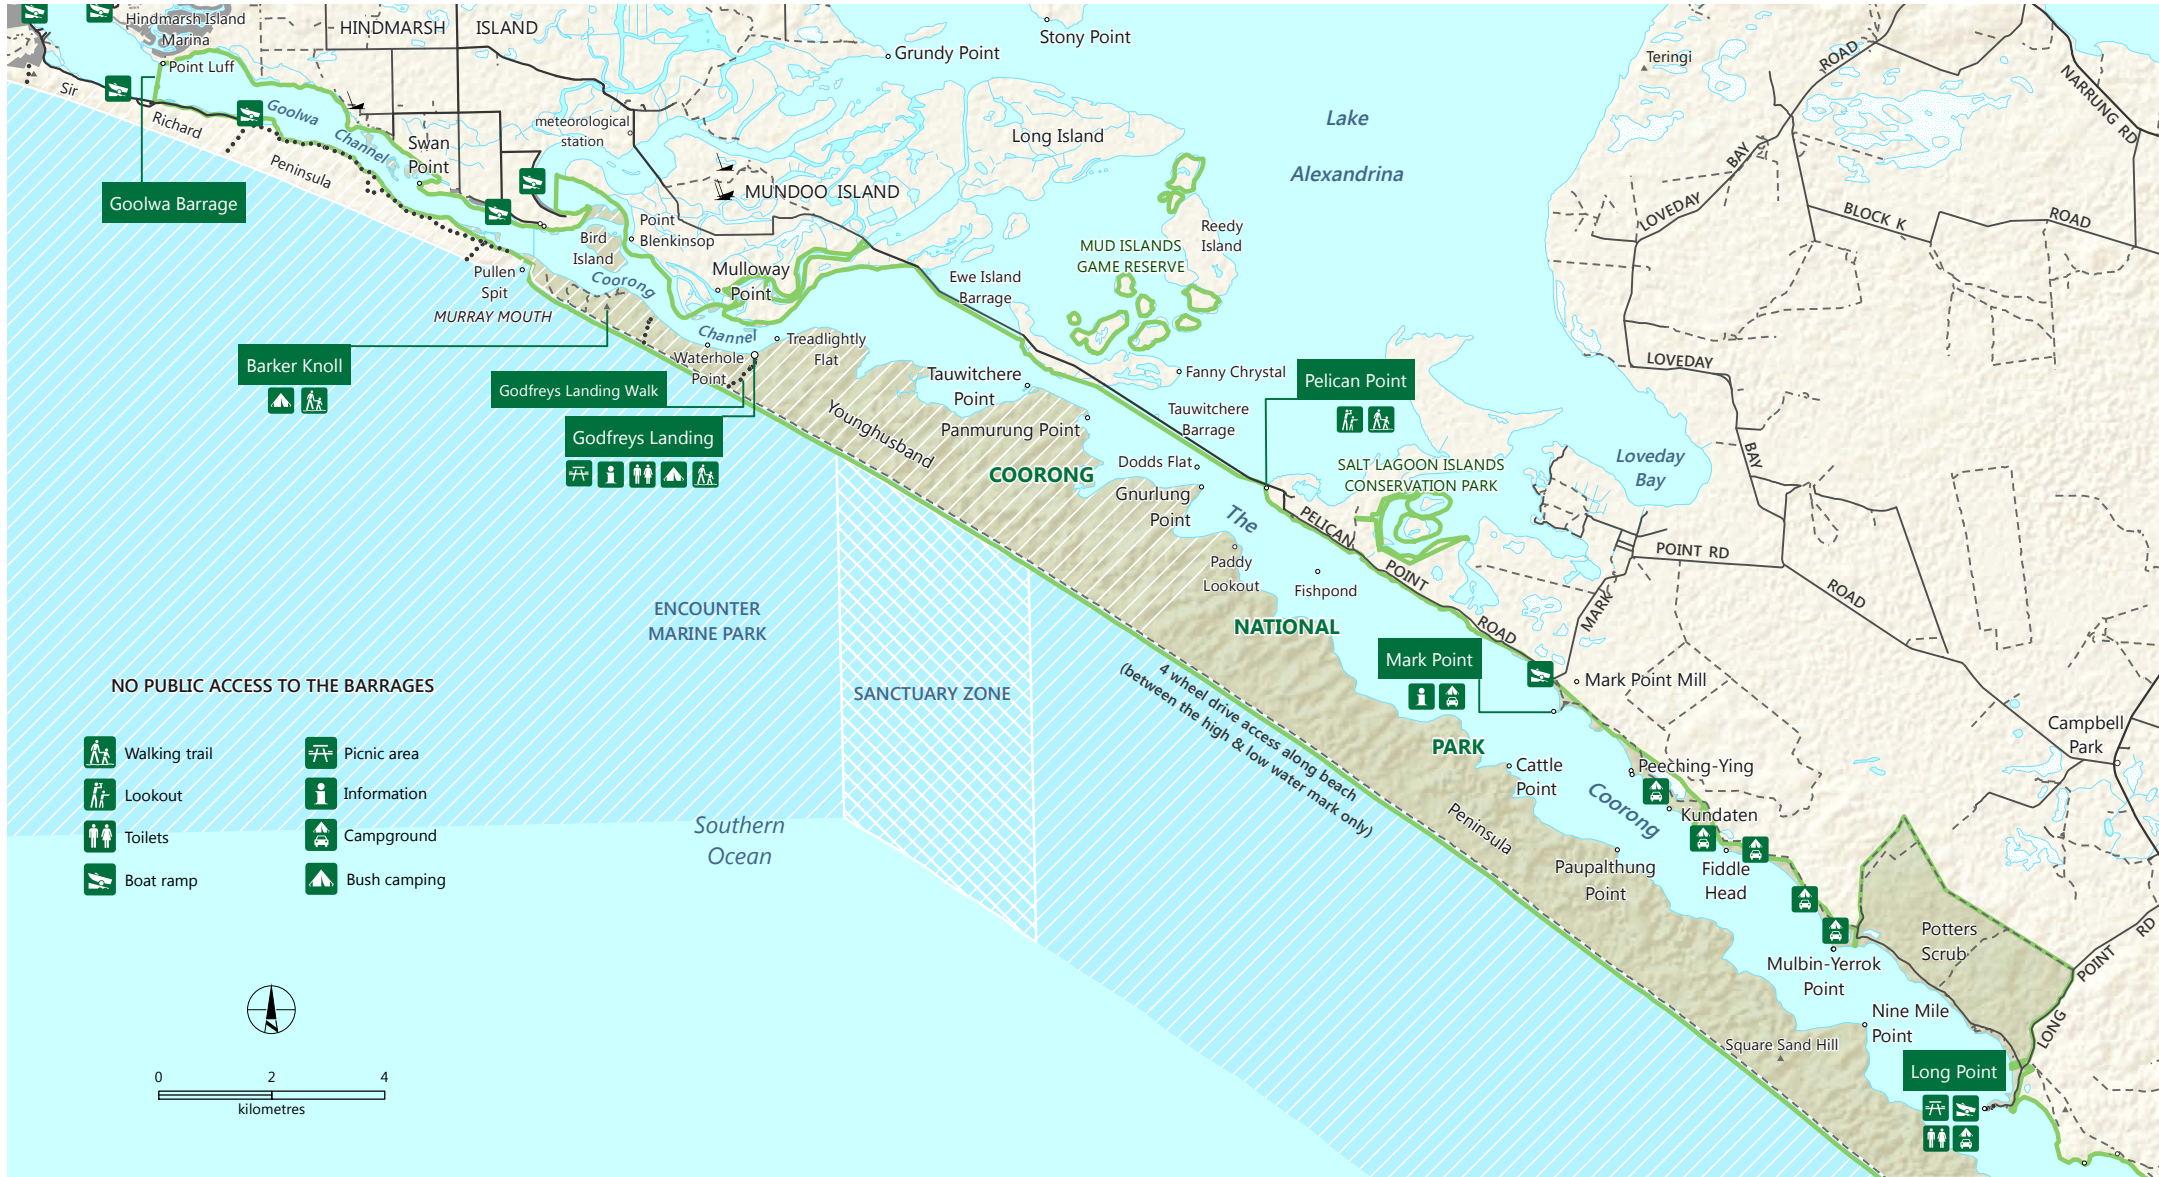 Hindmarsh Island
Marina
HINDMARSH ISLAND
Point Luff
Grundy Point
Stony Point
Teringi
ROAD
NARRUNG RD
Sir
Richard
Peninsula
Goolwa
Channel
Swan
Point
meteorological
station
Long Island
Lake
Alexandrina
MUNDOO ISLAND
LOVEDAY
BAY
BLOCK K
ROAD
Goolwa Barrage
Point
Blenkinsop
Bird
Island
Reedy
Island
MUD ISLANDS
GAME RESERVE
Pullen
Spit
MURRAY MOUTH
Coorong
Channel
Mulloway
Point
Ewe Island
Barrage
Treadlightly
Flat
Waterhole
Point
Barker Knoll
Godfreys Landing Walk
Godfreys Landing
Tauwitchere
Point
Fanny Chrystal
Pelican Point
Tauwitchere
Barrage
LOVEDAY
BAY
ROAD
Younghusband
Panmurung Point
COORONG
Dodds Flat
Gnurlung
Point
SALT LAGOON ISLANDS
CONSERVATION PARK
Loveday
Bay
The
PELICAN
POINT
ROAD
POINT RD
MARK
Paddy
Lookout
Fishpond
ENCOUNTER
MARINE PARK
NATIONAL
Mark Point
Mark Point Mill
SANCTUARY ZONE
4 wheel drive access along beach
(between the high & low water mark only)
PARK
Cattle
Point
Coorong
Peeching-Ying
Kundaten
Campbell
Park
Peninsula
Paupalthung
Point
Fiddle
Head
Southern
Ocean
NO PUBLIC ACCESS TO THE BARRAGES
Walking trail
Picnic area
Lookout
Information
Toilets
Campground
Boat ramp
Bush camping
Potters
Scrub
Mulbin-Yerrok
Point
Nine Mile
Point
LONG
POINT
RD
Square Sand Hill
Long Point
N
0 2 4
kilometres